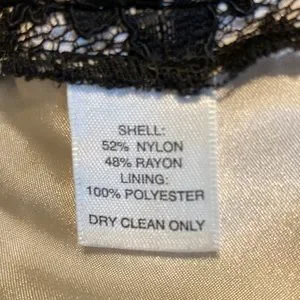 SHELL:
52% NYLON
48% RAYON
LINING:
100% POLYESTER
DRY CLEAN ONLY